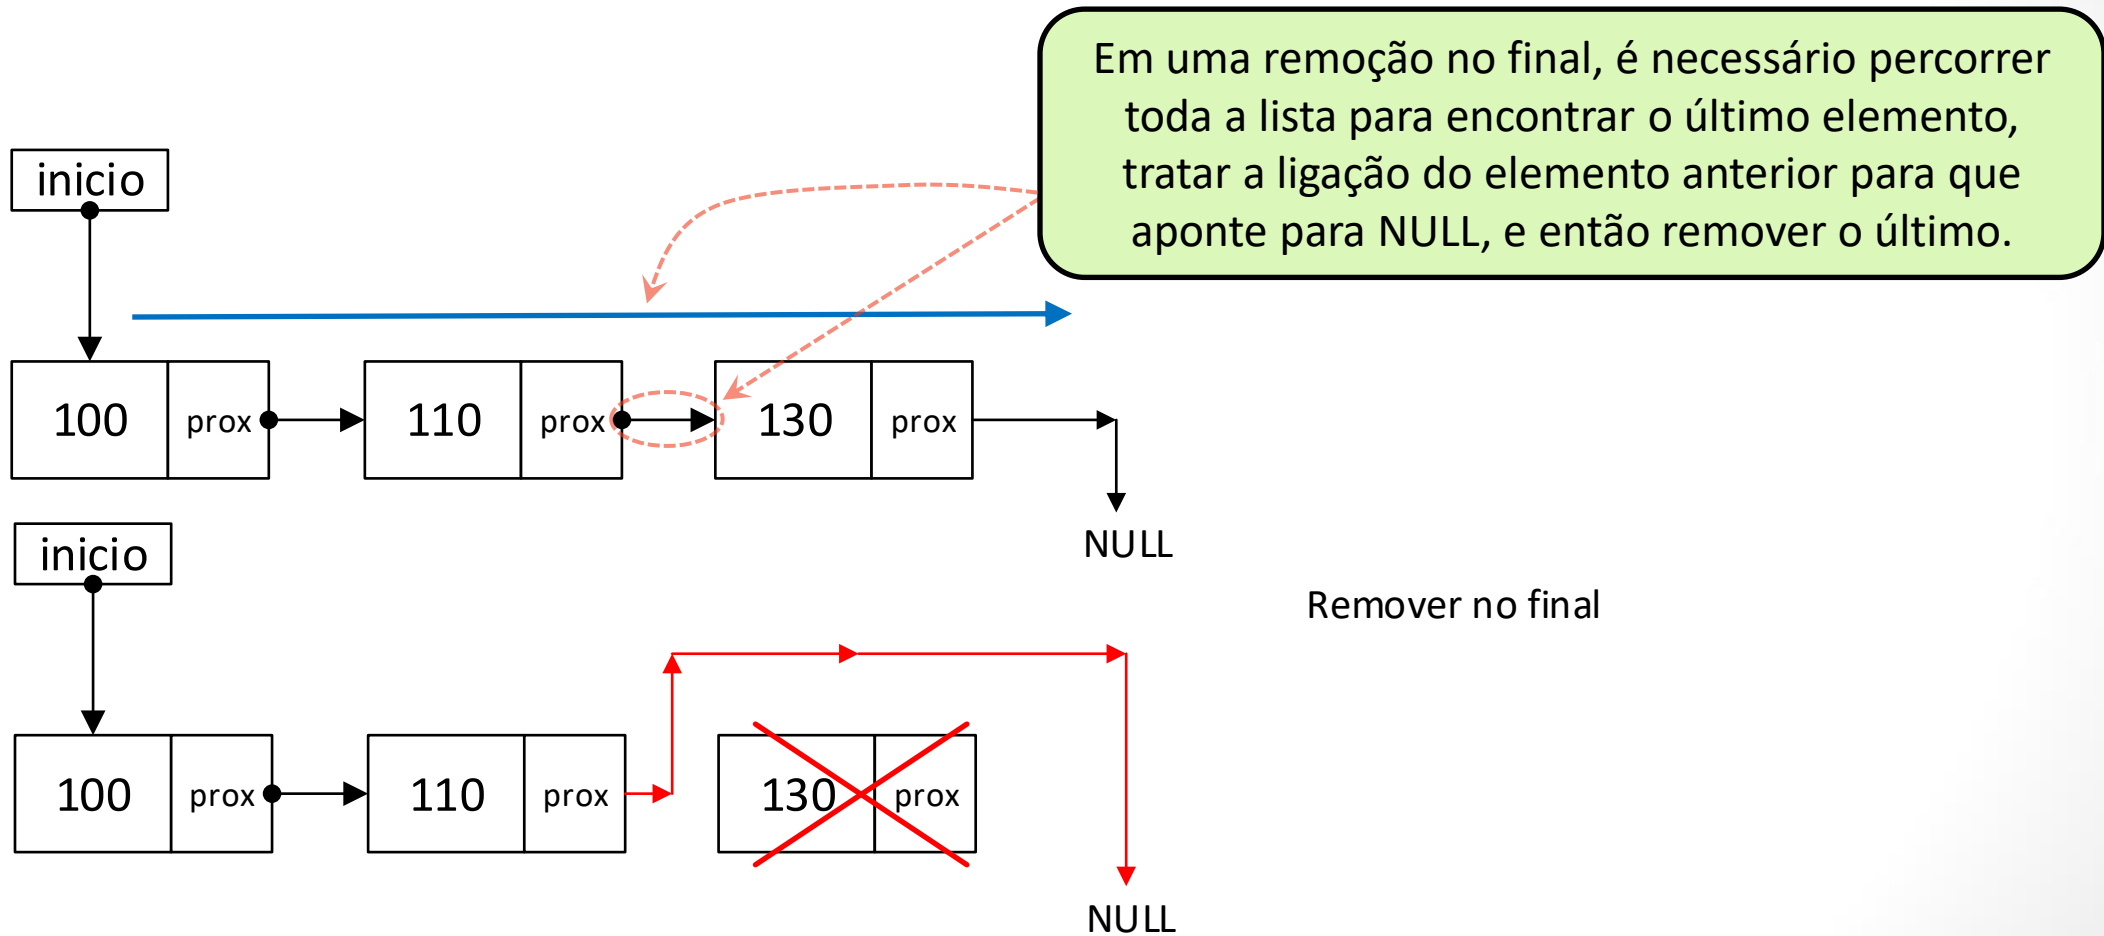 Em uma remoção no final, é necessário percorrer
toda a lista para encontrar o último elemento,
tratar a ligação do elemento anterior para que
aponte para NULL, e então remover o último.
inicio
100 prox 110 prox 130 prox
NULL
inicio
Remover no final
100 prox 110 prox 130 prox
NULL